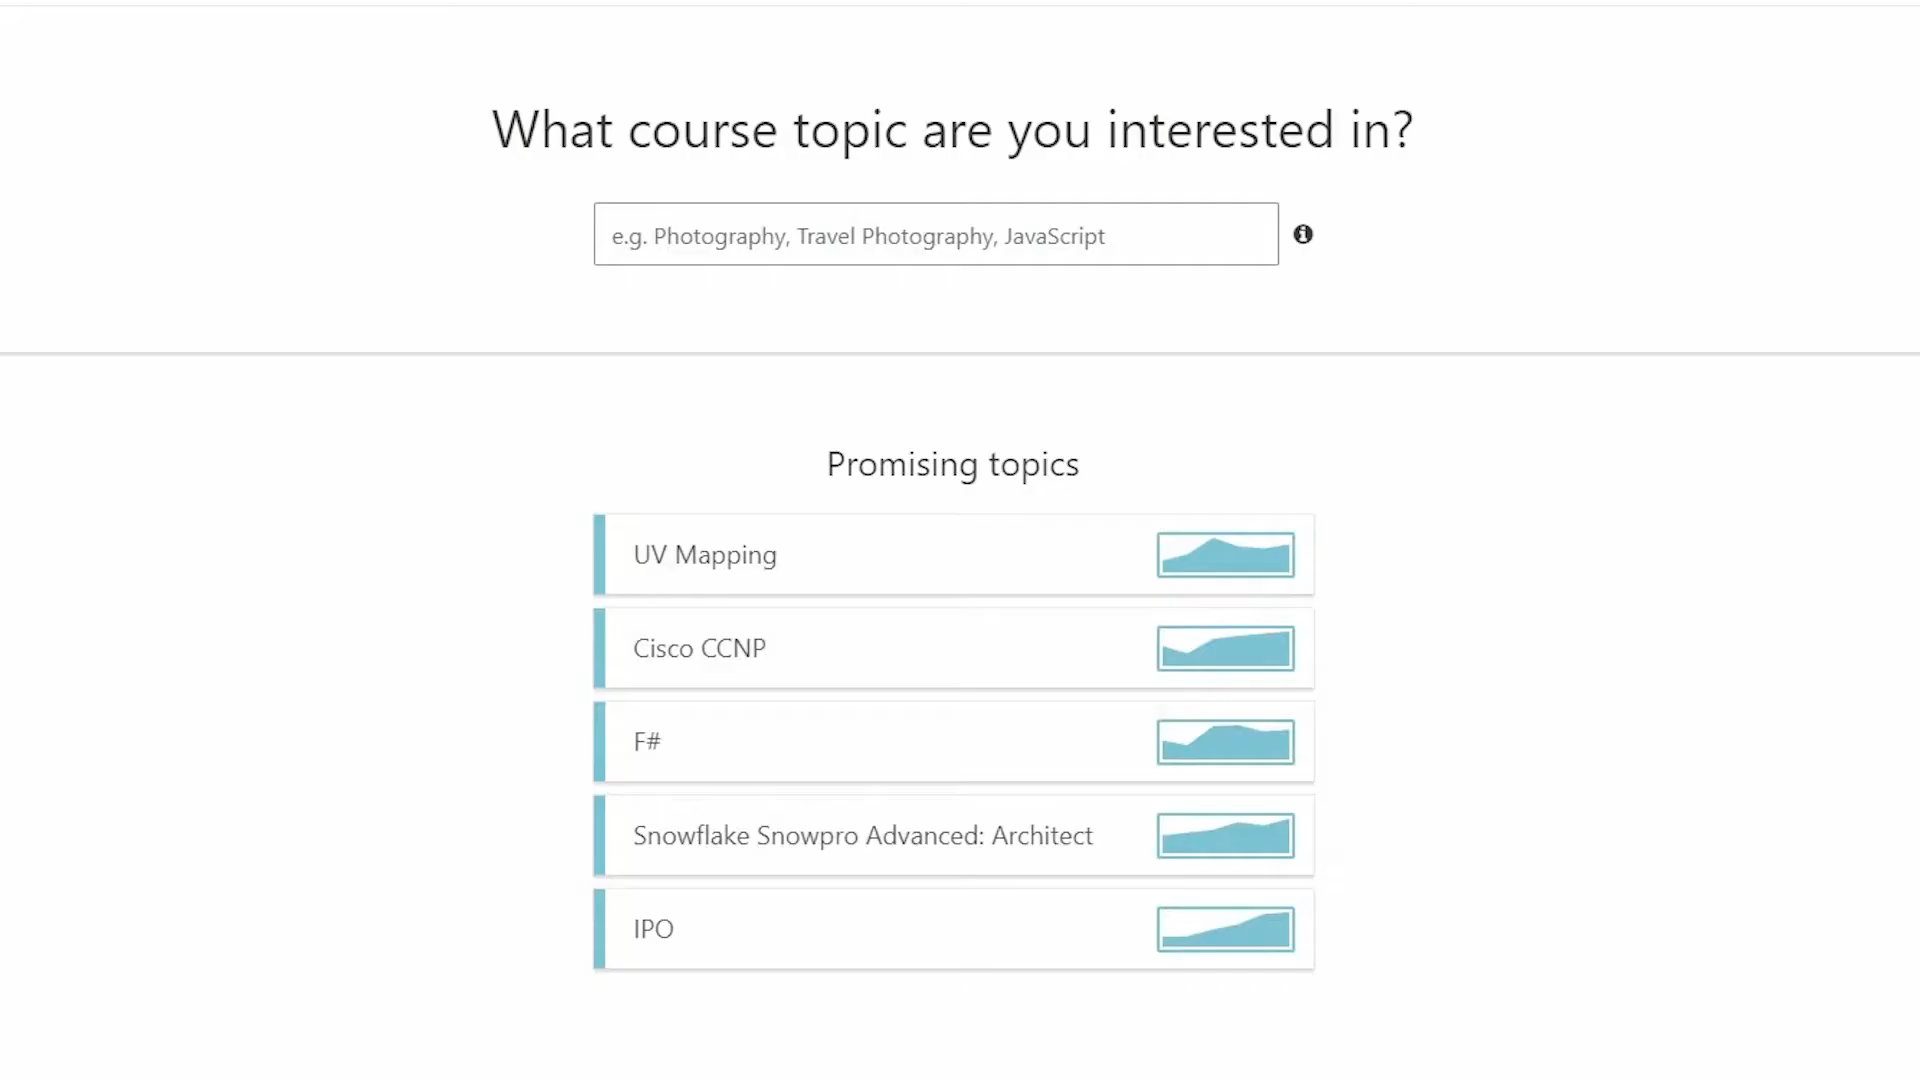 What course topic are you interested in?
e.g. Photography, Travel Photography, JavaScript
Promising topics
UV Mapping
Cisco CCNP
F#
Snowflake Snowpro Advanced: Architect
IPO